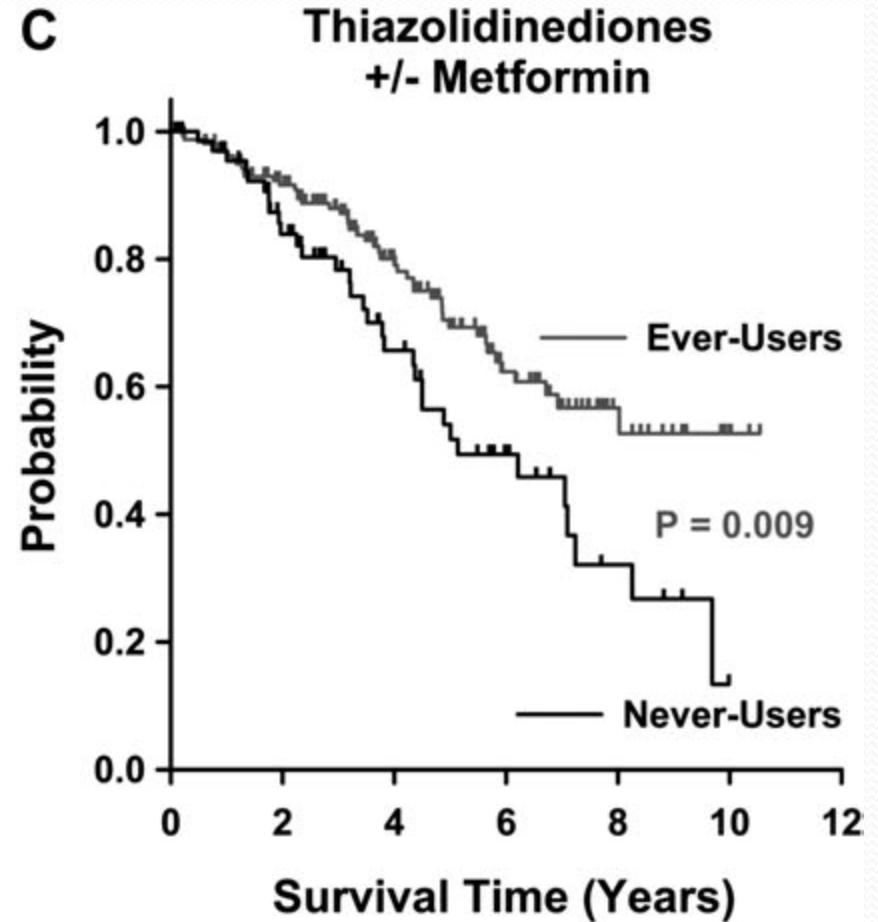 C
Thiazolidinediones
+/- Metformin
Probability
1.0
0.8
0.6
0.4
0.2
0.0
Ever-Users
P = 0.009
Never-Users
0 2 4 6 8 10 12
Survival Time (Years)